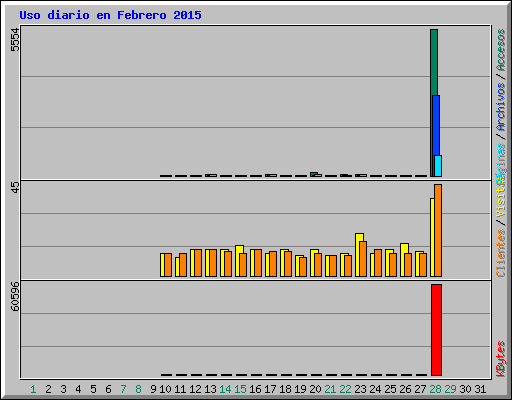 Uso diario en Febrero 2015
5554
45
60596
Accesos / Archivos / Páginas
Clientes / Visitas
KBytes
1 2 3 4 5 6 7 8 9 10 11 12 13 14 15 16 17 18 19 20 21 22 23 24 25 26 27 28 29 30 31